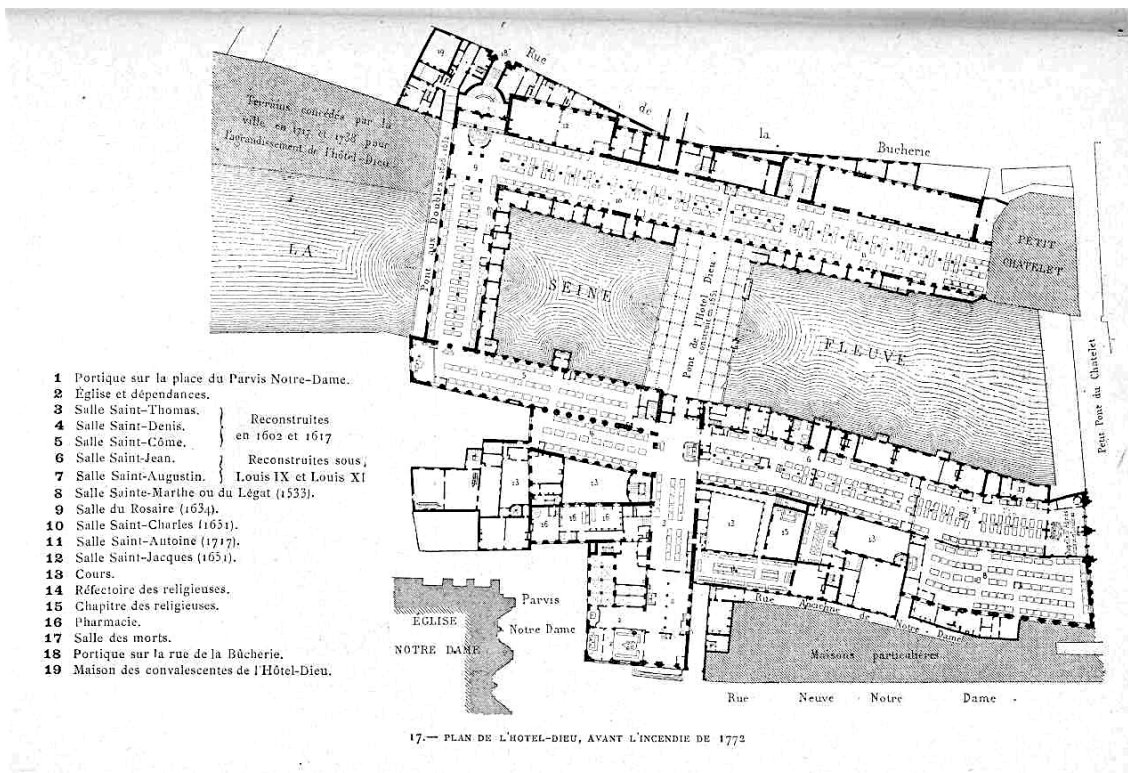 Rue de la Bûcherie
Terrains concédés par la
ville en 1717 et 1738 pour
l'agrandissement de l'hôtel-Dieu
Pont aux Doubles
LA
SEINE
FLEUVE
Pont de l'Hotel Dieu
construit en 1651
PETIT
CHATELET
Petit Pont du Chatelet
1 Portique sur la place du Parvis Notre-Dame.
2 Église et dépendances.
3 Salle Saint-Thomas.
4 Salle Saint-Denis.
5 Salle Saint-Côme.
Reconstruites
en 1602 et 1617
6 Salle Saint-Jean.
7 Salle Saint-Augustin.
Reconstruites sous
Louis IX et Louis XI
8 Salle Sainte-Marthe ou du Légat (1533).
9 Salle du Rosaire (1634).
10 Salle Saint-Charles (1651).
11 Salle Saint-Antoine (1717).
12 Salle Saint-Jacques (1651).
13 Cours.
14 Réfectoire des religieuses.
15 Chapitre des religieuses.
16 Pharmacie.
17 Salle des morts.
18 Portique sur la rue de la Bûcherie.
19 Maison des convalescentes de l'Hôtel-Dieu.
Parvis
Notre Dame
ÉGLISE
NOTRE DAME
Rue Ancienne de Notre Dame
Maisons particulières
Rue Neuve Notre Dame
17.— PLAN DE L'HOTEL-DIEU, AVANT L'INCENDIE DE 1772